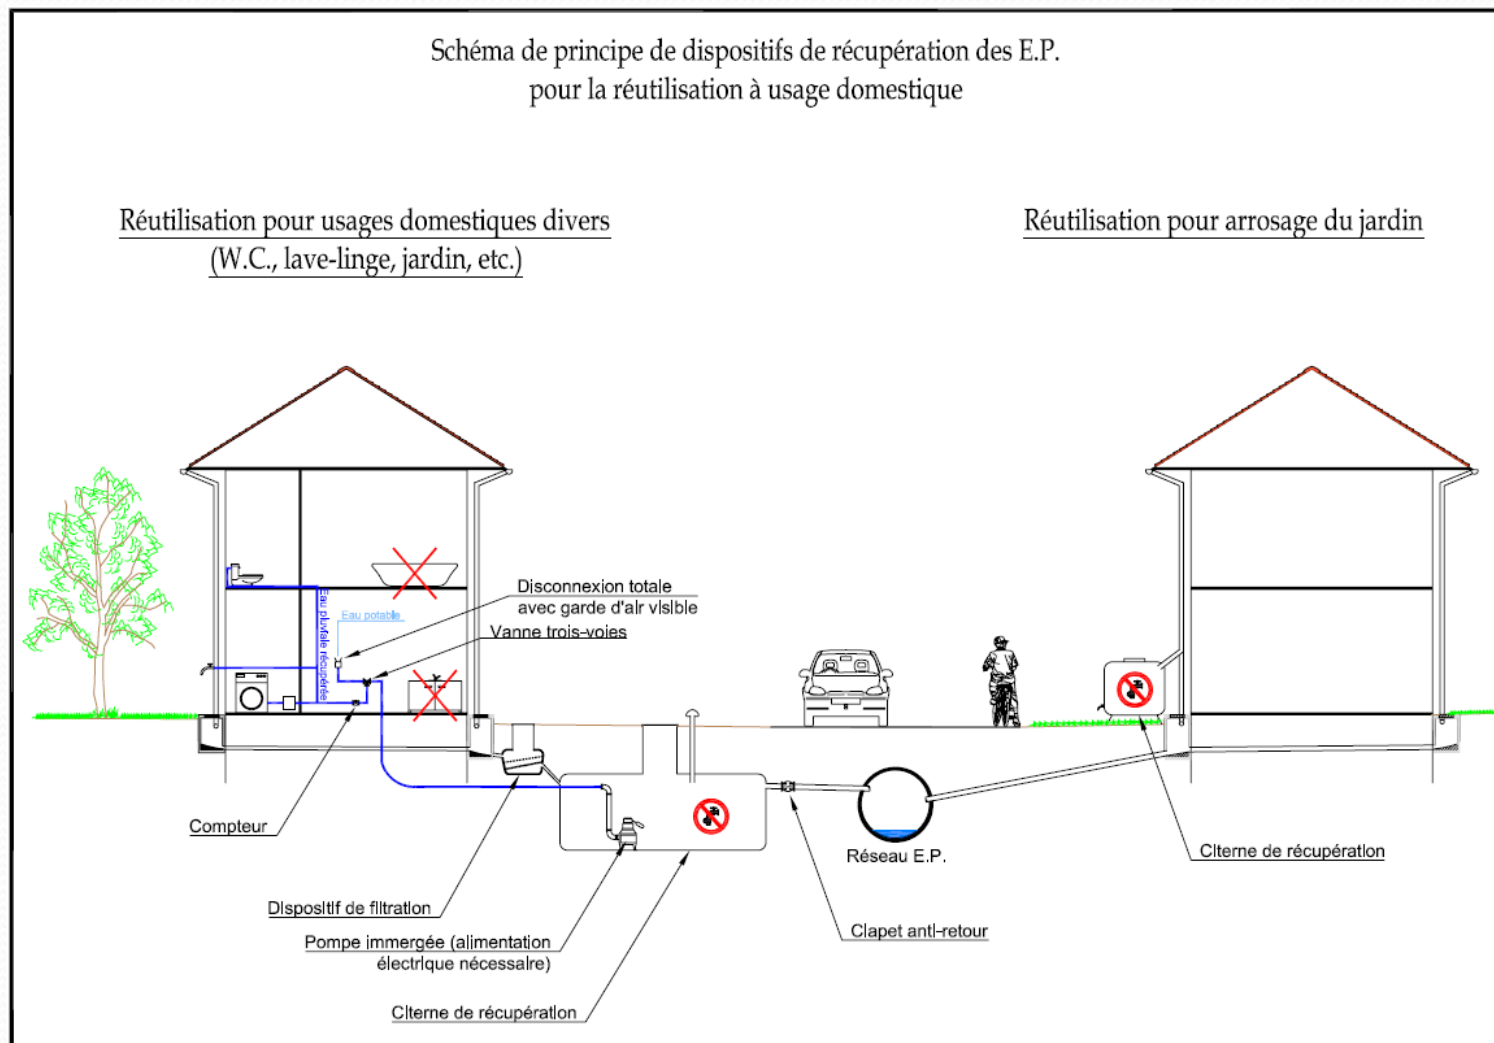 Schéma de principe de dispositifs de récupération des E.P.
pour la réutilisation à usage domestique
Réutilisation pour usages domestiques divers
(W.C., lave-linge, jardin, etc.)
Réutilisation pour arrosage du jardin
Disconnexion totale
avec garde d'air visible
Vanne trois-voies
Eau potable
Eau pluviale récupérée
Compteur
Réseau E.P.
Citerne de récupération
Dispositif de filtration
Clapet anti-retour
Pompe immergée (alimentation
électrique nécessaire)
Citerne de récupération